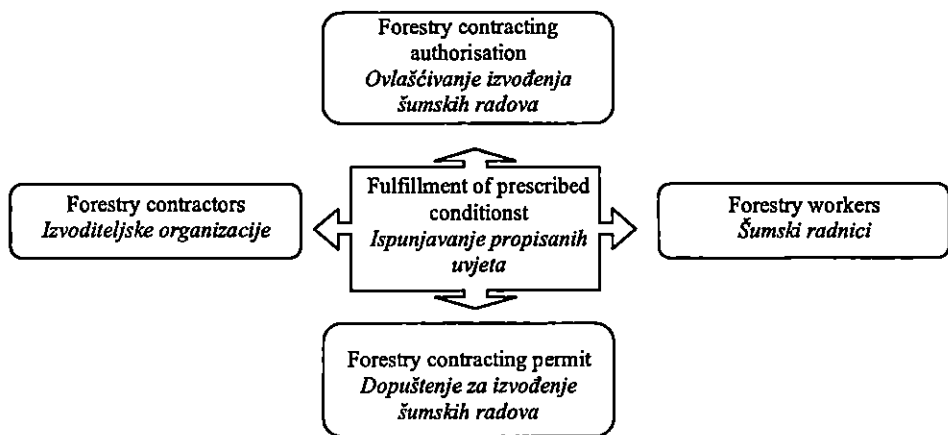 Forestry contracting
authorisation
Ovlašćivanje izvođenja
šumskih radova
Forestry contractors
Izvoditeljske organizacije
Fulfillment of prescribed
conditionst
Ispunjavanje propisanih
uvjeta
Forestry workers
Šumski radnici
Forestry contracting permit
Dopuštenje za izvođenje
šumskih radova